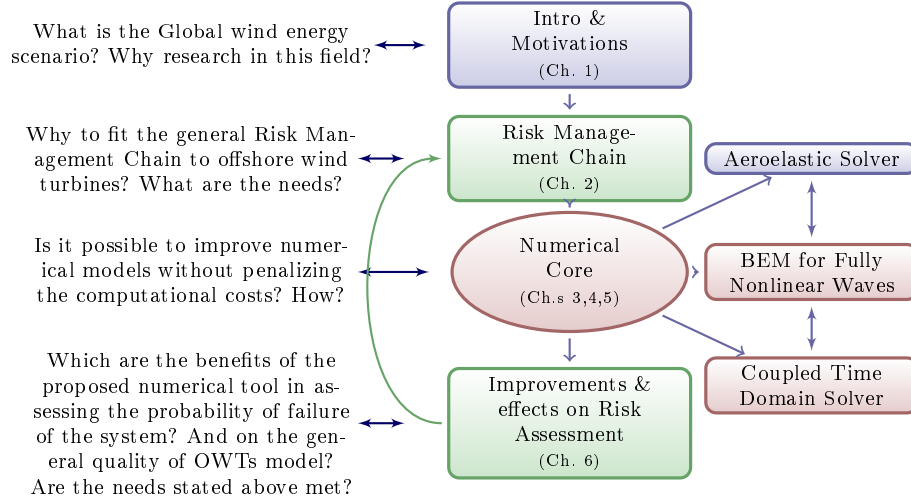 What is the Global wind energy
scenario? Why research in this field?
Intro &
Motivations
(Ch. 1)
Why to fit the general Risk Man-
agement Chain to offshore wind
turbines? What are the needs?
Risk Manage-
ment Chain
(Ch. 2)
Aeroelastic Solver
Is it possible to improve numer-
ical models without penalizing
the computational costs? How?
Numerical
Core
(Ch.s 3,4,5)
BEM for Fully
Nonlinear Waves
Which are the benefits of the
proposed numerical tool in as-
sessing the probability of failure
of the system? And on the gen-
eral quality of OWTs model?
Are the needs stated above met?
Improvements &
effects on Risk
Assessment
(Ch. 6)
Coupled Time
Domain Solver